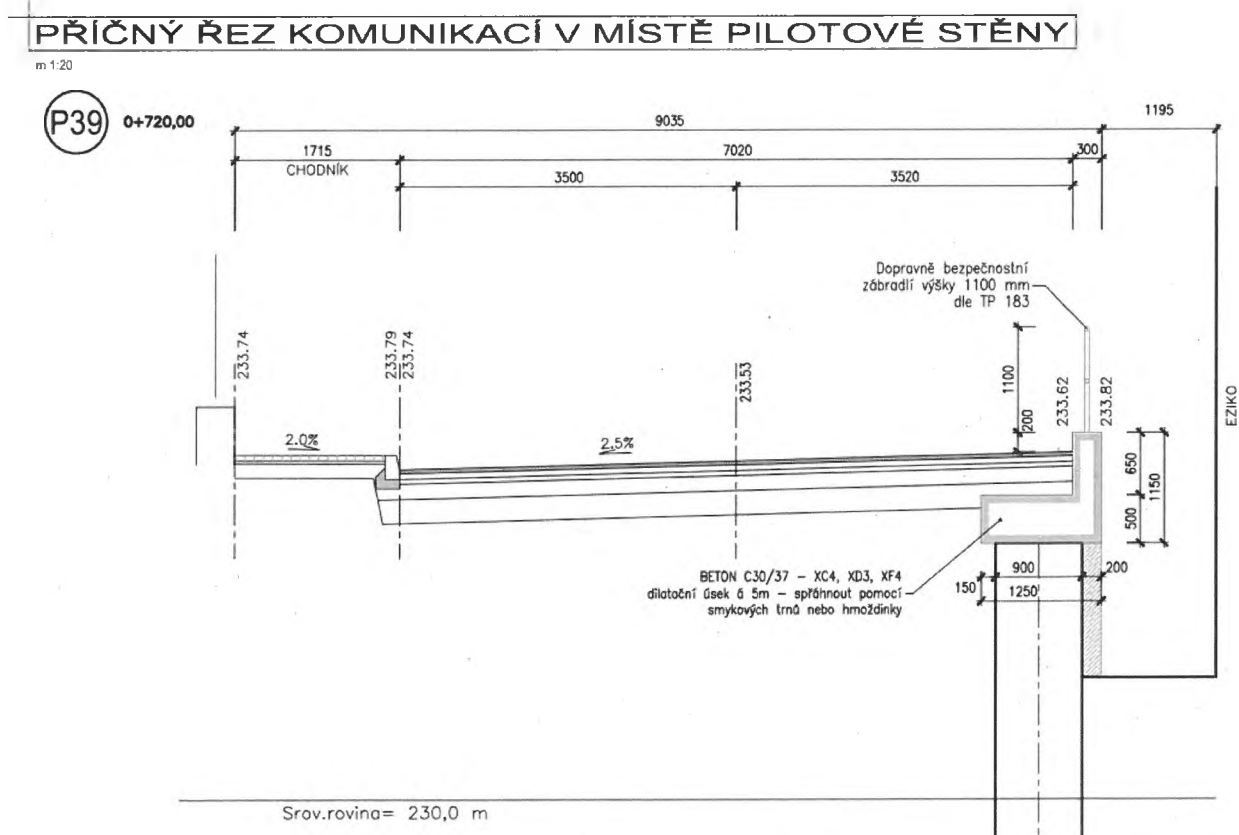 PŘÍČNÝ ŘEZ KOMUNIKACÍ V MÍSTĚ PILOTOVÉ STĚNY
m 1:20
P39
0+720,00
9035
1195
1715
7020
300
CHODNÍK
3500
3520
Dopravně bezpečnostní
zábradlí výšky 1100 mm
dle TP 183
233.74
233.79
233.74
233.53
1100
200
233.62
233.82
EZIKO
2.0%
2.5%
650
500
1150
BETON C30/37 – XC4, XD3, XF4
dilatační úsek á 5m – spřáhnout pomocí
smykových trnů nebo hmoždinky
150
900
200
1250
Srov.rovina= 230,0 m